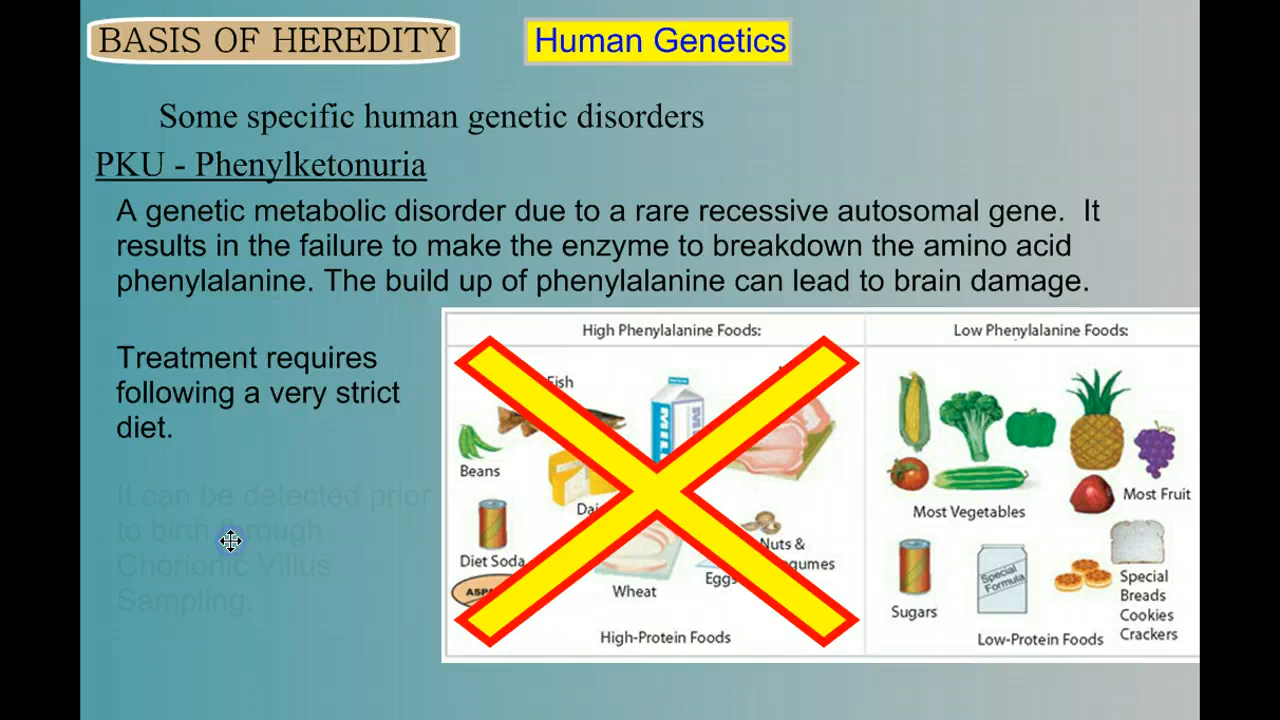 BASIS OF HEREDITY
Human Genetics
Some specific human genetic disorders
PKU - Phenylketonuria
A genetic metabolic disorder due to a rare recessive autosomal gene. It
results in the failure to make the enzyme to breakdown the amino acid
phenylalanine. The build up of phenylalanine can lead to brain damage.
Treatment requires
following a very strict
diet.
It can be detected prior
to birth through
Chorionic Villus
Sampling.
High Phenylalanine Foods:
Fish
Beans
Diet Soda
Wheat
Eggs
Nuts &
High-Protein Foods
Low Phenylalanine Foods:
Most Vegetables
Most Fruit
Sugars
Special
Formula
Low-Protein Foods
Special
Breads
Cookies
Crackers